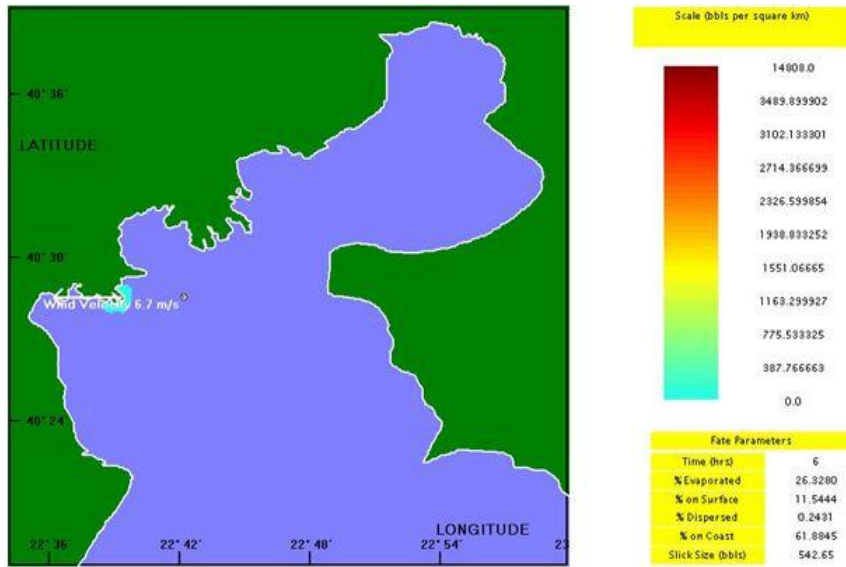 Scale (bbls per square km)
14808.0
3489.899902
3102.133301
2714.366699
2326.599854
1938.833252
1551.06665
1163.299927
775.533325
387.766663
0.0
40° 36'
LATITUDE
40° 30'
Wind Velocity 6.7 m/s
40° 24'
LONGITUDE
22° 36' 22° 42' 22° 48' 22° 54' 23
Fate Parameters
Time (hrs) 6
% Evaporated 26.3280
% on Surface 11.5444
% Dispersed 0.2431
% on Coast 61.8845
Slick Size (bbls) 542.65